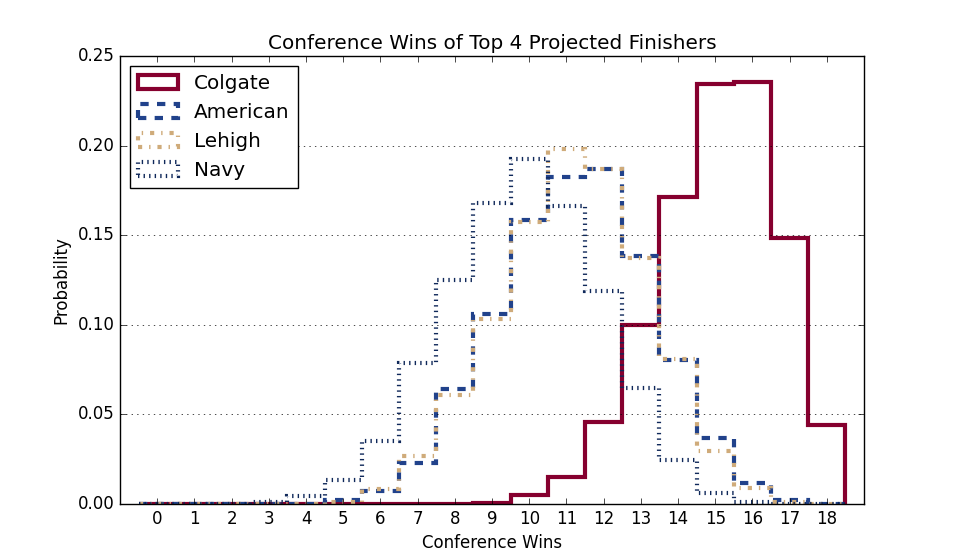 Conference Wins of Top 4 Projected Finishers
Colgate
American
Lehigh
Navy
0.25
0.20
0.15
0.10
0.05
0.00
Probability
0 1 2 3 4 5 6 7 8 9 10 11 12 13 14 15 16 17 18
Conference Wins